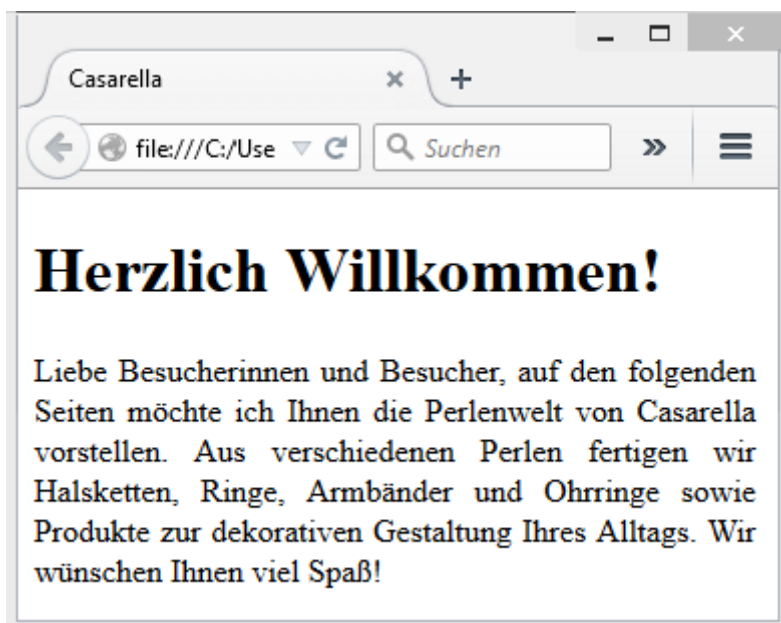 Casarella
file:///C:/Use
Suchen
Herzlich Willkommen!
Liebe Besucherinnen und Besucher, auf den folgenden
Seiten möchte ich Ihnen die Perlenwelt von Casarella
vorstellen. Aus verschiedenen Perlen fertigen wir
Halsketten, Ringe, Armbänder und Ohrringe sowie
Produkte zur dekorativen Gestaltung Ihres Alltags. Wir
wünschen Ihnen viel Spaß!